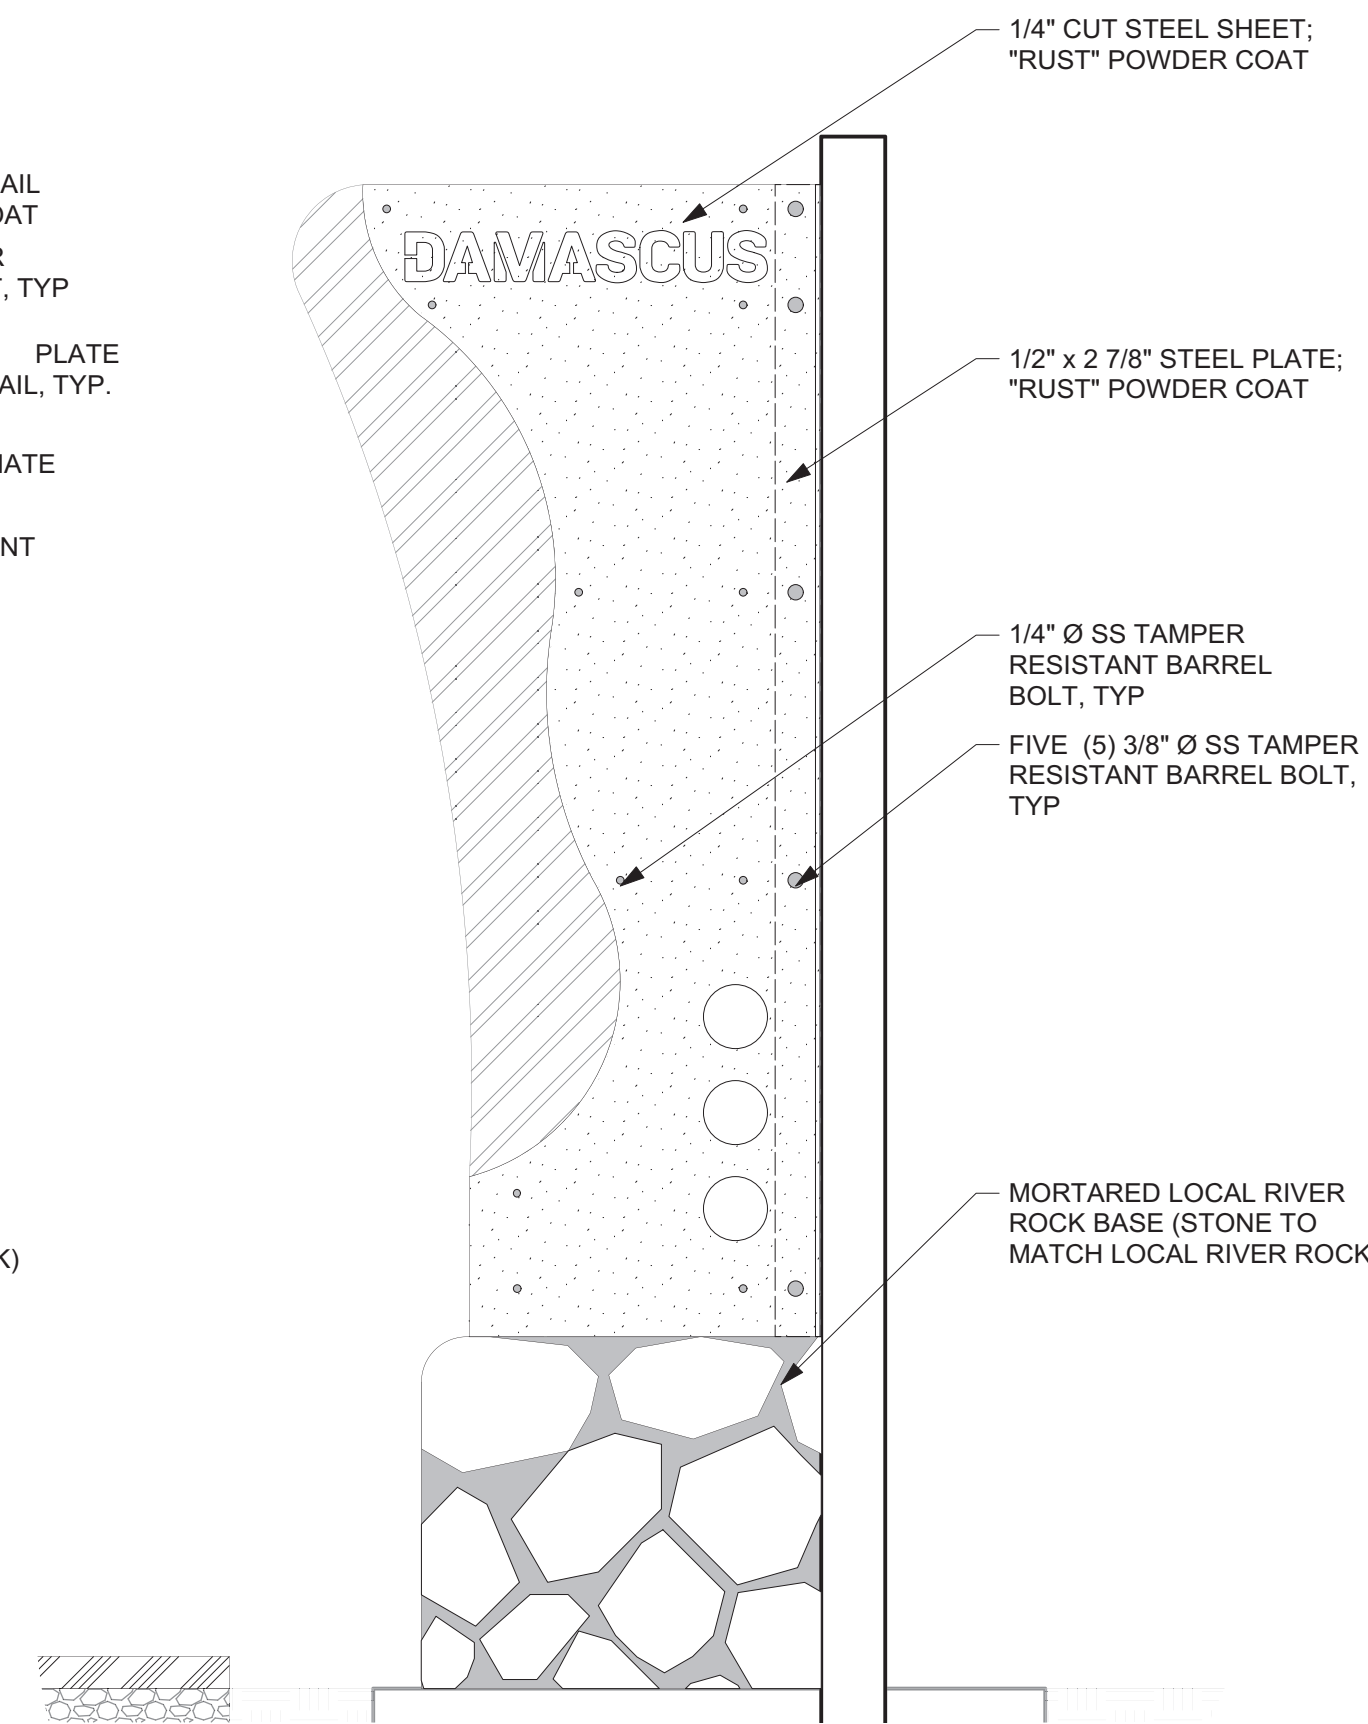 1/4" CUT STEEL SHEET;
"RUST" POWDER COAT
AIL
OAT
R
, TYP
PLATE
AIL, TYP.
ATE
NT
K)
DAMASCUS
1/2" x 2 7/8" STEEL PLATE;
"RUST" POWDER COAT
1/4" Ø SS TAMPER
RESISTANT BARREL
BOLT, TYP
FIVE (5) 3/8" Ø SS TAMPER
RESISTANT BARREL BOLT,
TYP
MORTARED LOCAL RIVER
ROCK BASE (STONE TO
MATCH LOCAL RIVER ROCK